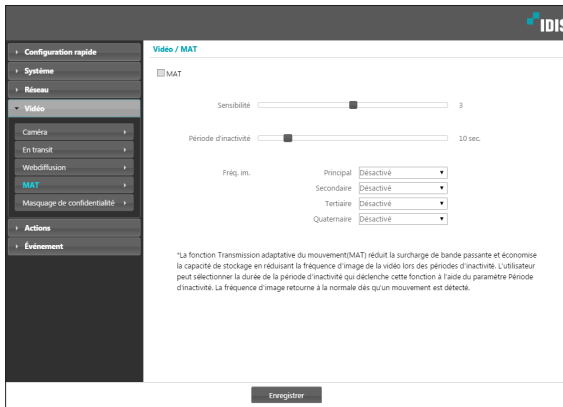 IDIS
Configuration rapide
Système
Réseau
Vidéo
Caméra
En transit
Webdiffusion
MAT
Masquage de confidentialité
Actions
Événement
Vidéo / MAT
MAT
Sensibilité 3
Période d'inactivité 10 sec.
Fréq. im. Principal Désactivé
Secondaire Désactivé
Tertiaire Désactivé
Quaternaire Désactivé
*La fonction Transmission adaptative du mouvement(MAT) réduit la surcharge de bande passante et économise
la capacité de stockage en réduisant la fréquence d'image de la vidéo lors des périodes d'inactivité. L'utilisateur
peut sélectionner la durée de la période d'inactivité qui déclenche cette fonction à l'aide du paramètre Période
d'inactivité. La fréquence d'image retourne à la normale dès qu'un mouvement est détecté.
Enregistrer